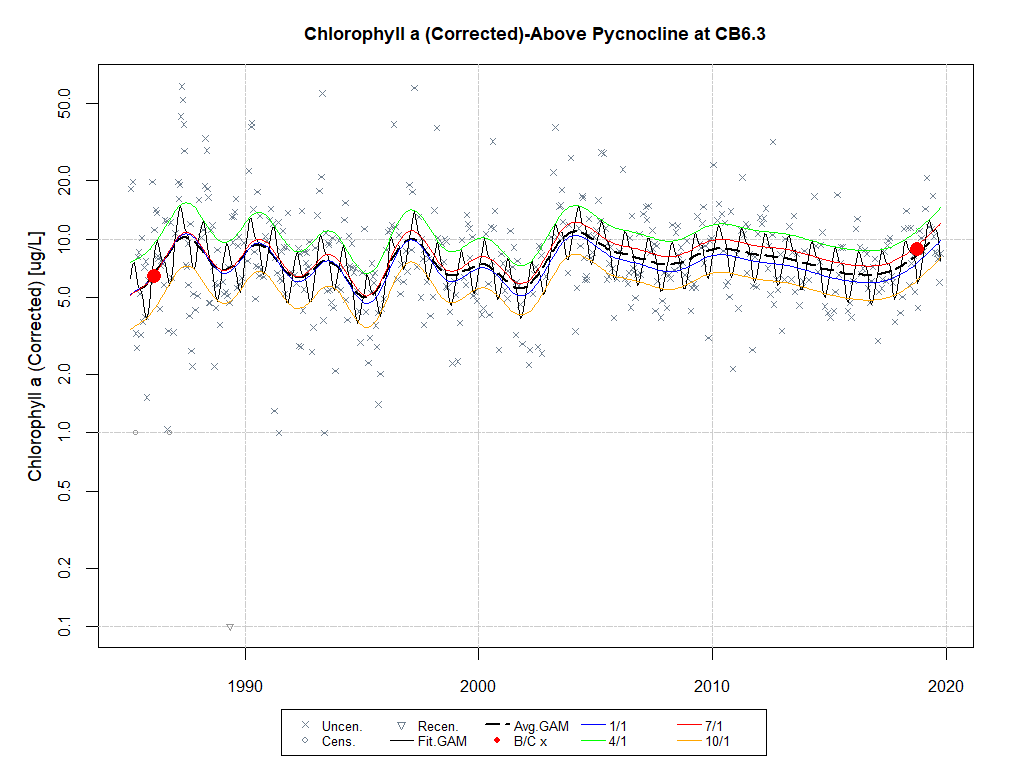 Chlorophyll a (Corrected)-Above Pycnocline at CB6.3
Chlorophyll a (Corrected) [ug/L]
50.0
20.0
10.0
5.0
2.0
1.0
0.5
0.2
0.1
1990 2000 2010 2020
Uncen. Recen. Avg.GAM 1/1 7/1
Cens. Fit.GAM B/C x 4/1 10/1